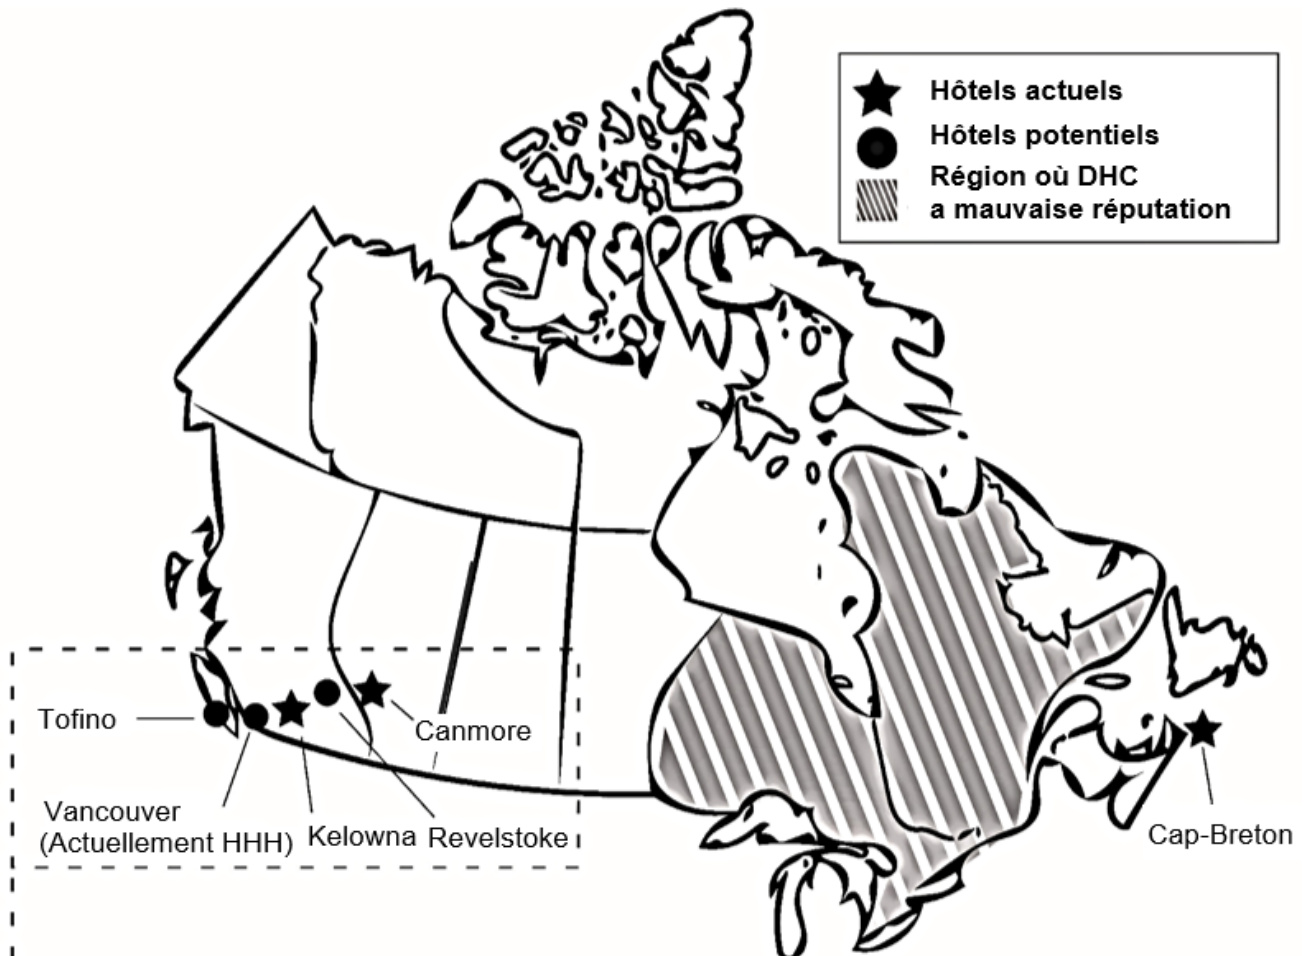 Hôtels actuels
Hôtels potentiels
Région où DHC
a mauvaise réputation
Tofino
Canmore
Vancouver
(Actuellement HHH)
Kelowna
Revelstoke
Cap-Breton